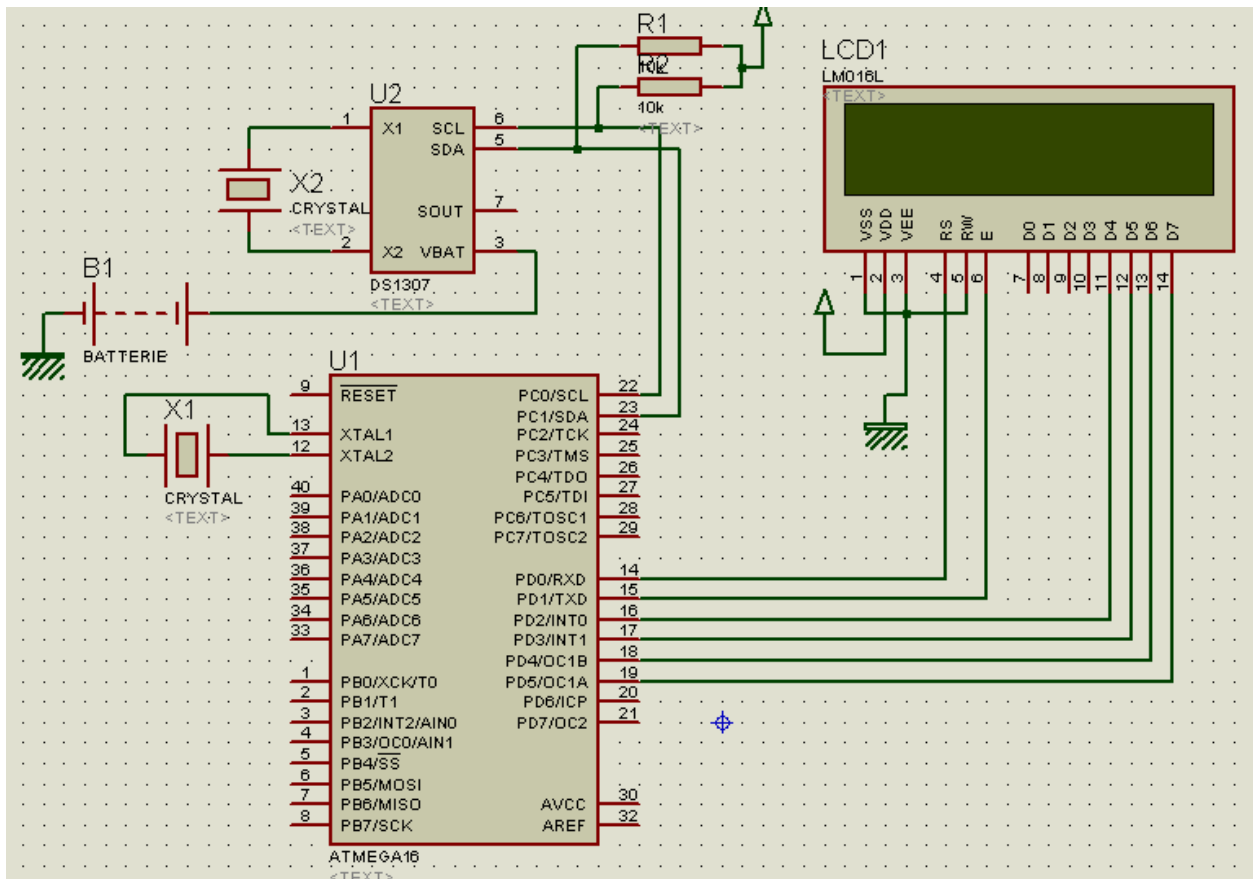 R1
10k
R2
10k
<TEXT>
LCD1
LM016L
<TEXT>
VSS
VDD
VEE
RS
RW
E
D0
D1
D2
D3
D4
D5
D6
D7
1
2
3
4
5
6
7
8
9
10
11
12
13
14
U2
1
X1
SCL
6
SDA
5
SOUT
7
2
X2
VBAT
3
DS1307
<TEXT>
X2
CRYSTAL
<TEXT>
B1
BATTERIE
U1
9
RESET
13
XTAL1
12
XTAL2
40
PA0/ADC0
39
PA1/ADC1
38
PA2/ADC2
37
PA3/ADC3
36
PA4/ADC4
35
PA5/ADC5
34
PA6/ADC6
33
PA7/ADC7
1
PB0/XCK/T0
2
PB1/T1
3
PB2/INT2/AIN0
4
PB3/OC0/AIN1
5
PB4/SS
6
PB5/MOSI
7
PB6/MISO
8
PB7/SCK
PC0/SCL
22
PC1/SDA
23
PC2/TCK
24
PC3/TMS
25
PC4/TDO
26
PC5/TDI
27
PC6/TOSC1
28
PC7/TOSC2
29
PD0/RXD
14
PD1/TXD
15
PD2/INT0
16
PD3/INT1
17
PD4/OC1B
18
PD5/OC1A
19
PD6/ICP
20
PD7/OC2
21
AVCC
30
AREF
32
ATMEGA16
<TEXT>
X1
CRYSTAL
<TEXT>